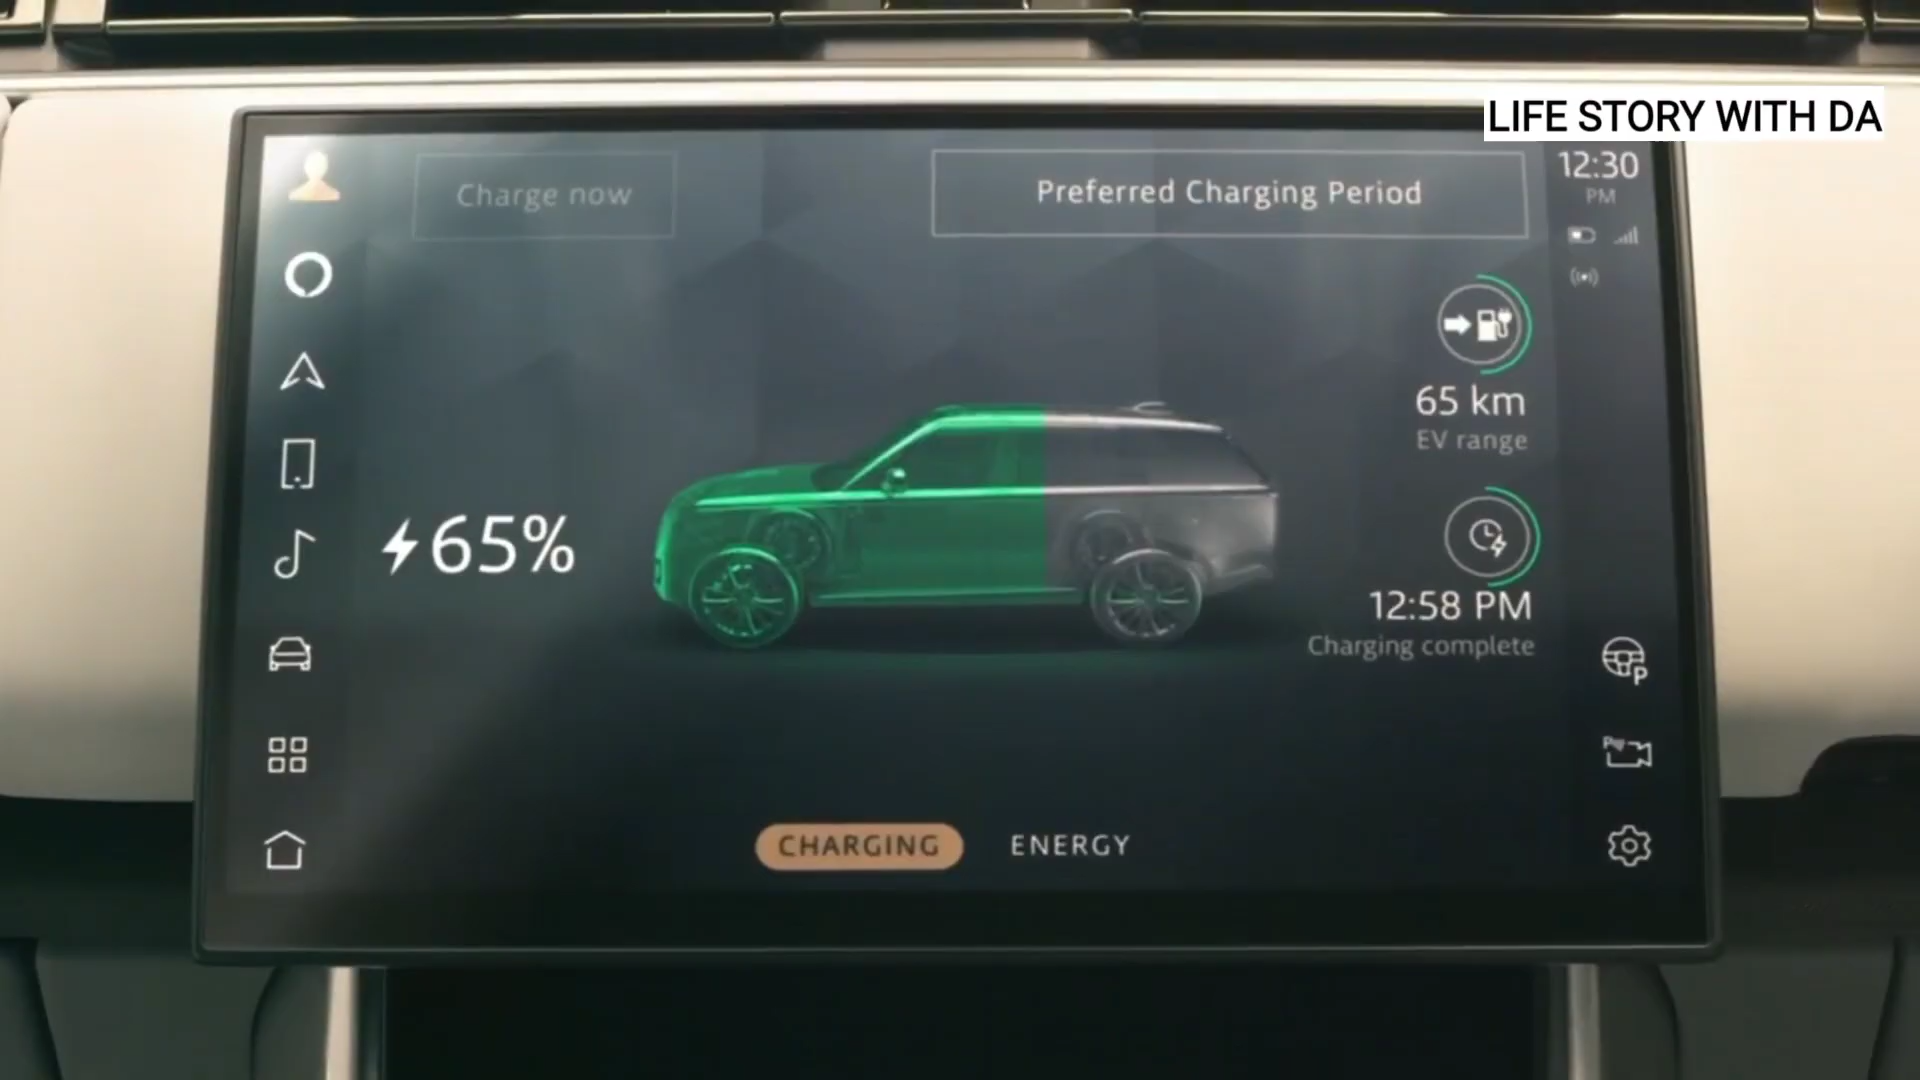 LIFE STORY WITH DA
Charge now
Preferred Charging Period
12:30
PM
65 km
EV range
65%
12:58 PM
Charging complete
P
P
CHARGING
ENERGY